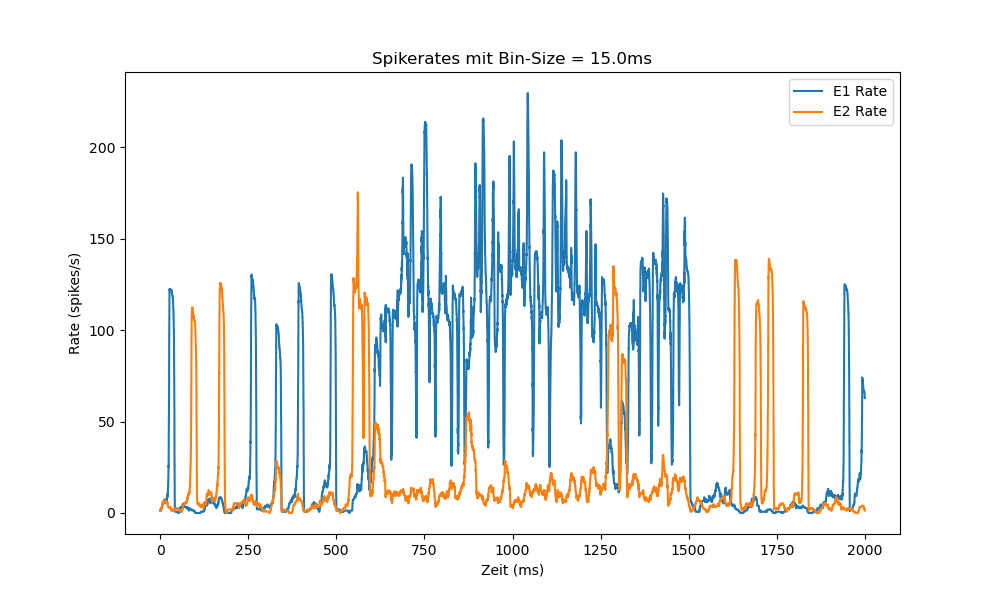 Spikerates mit Bin-Size = 15.0ms
E1 Rate
E2 Rate
Rate (spikes/s)
200
150
100
50
0
0 250 500 750 1000 1250 1500 1750 2000
Zeit (ms)